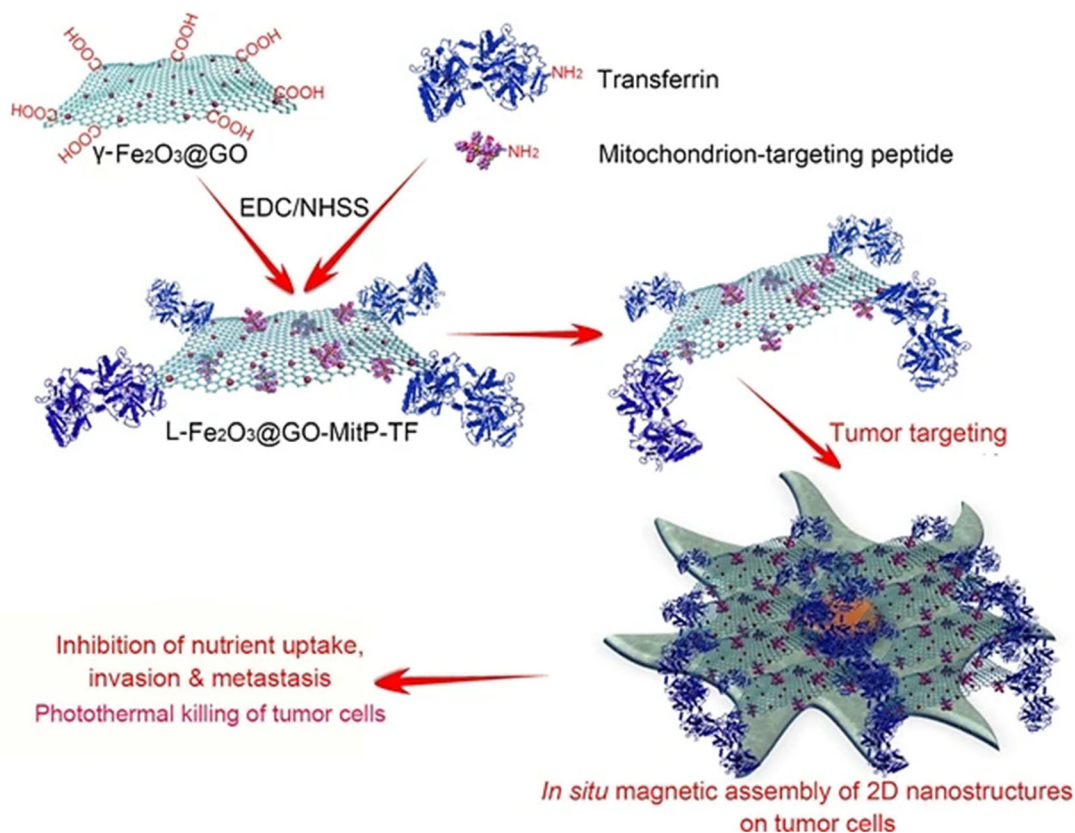 HOOC
COOH
COOH
COOH
HOOC
HOOC
COOH
γ-Fe₂O₃@GO
NH₂
Transferrin
NH₂
Mitochondrion-targeting peptide
EDC/NHSS
L-Fe₂O₃@GO-MitP-TF
Tumor targeting
Inhibition of nutrient uptake,
invasion & metastasis
Photothermal killing of tumor cells
In situ magnetic assembly of 2D nanostructures
on tumor cells